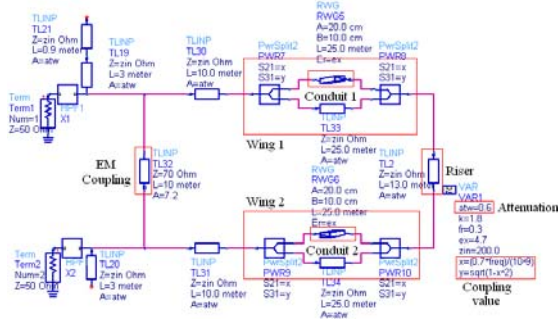 TLINP
TL21
Z=zin Ohm
L=0.9 meter
A=atw
TLINP
TL19
Z=zin Ohm
L=3 meter
A=atw
TLINP
TL30
Z=zin Ohm
L=10.0 meter
A=atw
PwrSplit2
PWR7
S21=x
S31=y
RWG
RWG5
A=20.0 cm
B=10.0 cm
L=25.0 meter
Er=ex
PwrSplit2
PWR8
S21=x
S31=y
Conduit 1
Term
Term1
Num=1
Z=50 Ohm
X1
TLINP
TL33
Z=zin Ohm
L=25.0 meter
A=atw
Wing 1
EM
Coupling
TLINP
TL32
Z=70 Ohm
L=10 meter
A=7.2
RWG
RWG6
A=20.0 cm
B=10.0 cm
L=25.0 meter
Er=ex
TLINP
TL2
Z=zin Ohm
L=13.0 meter
A=atw
Riser
VAR
VAR1
atw=0.6
Attenuation
k=1.8
fr=0.3
ex=4.7
zin=200.0
x=(0.7*freq)/(10^9)
y=sqrt(1-x^2)
Coupling
value
Wing 2
Conduit 2
Term
Term2
Num=2
Z=50 Ohm
X2
TLINP
TL20
Z=zin Ohm
L=3 meter
A=atw
TLINP
TL31
Z=zin Ohm
L=10.0 meter
A=atw
PwrSplit2
PWR9
S21=x
S31=y
TLINP
TL34
Z=zin Ohm
L=25.0 meter
A=atw
PwrSplit2
PWR10
S21=x
S31=y